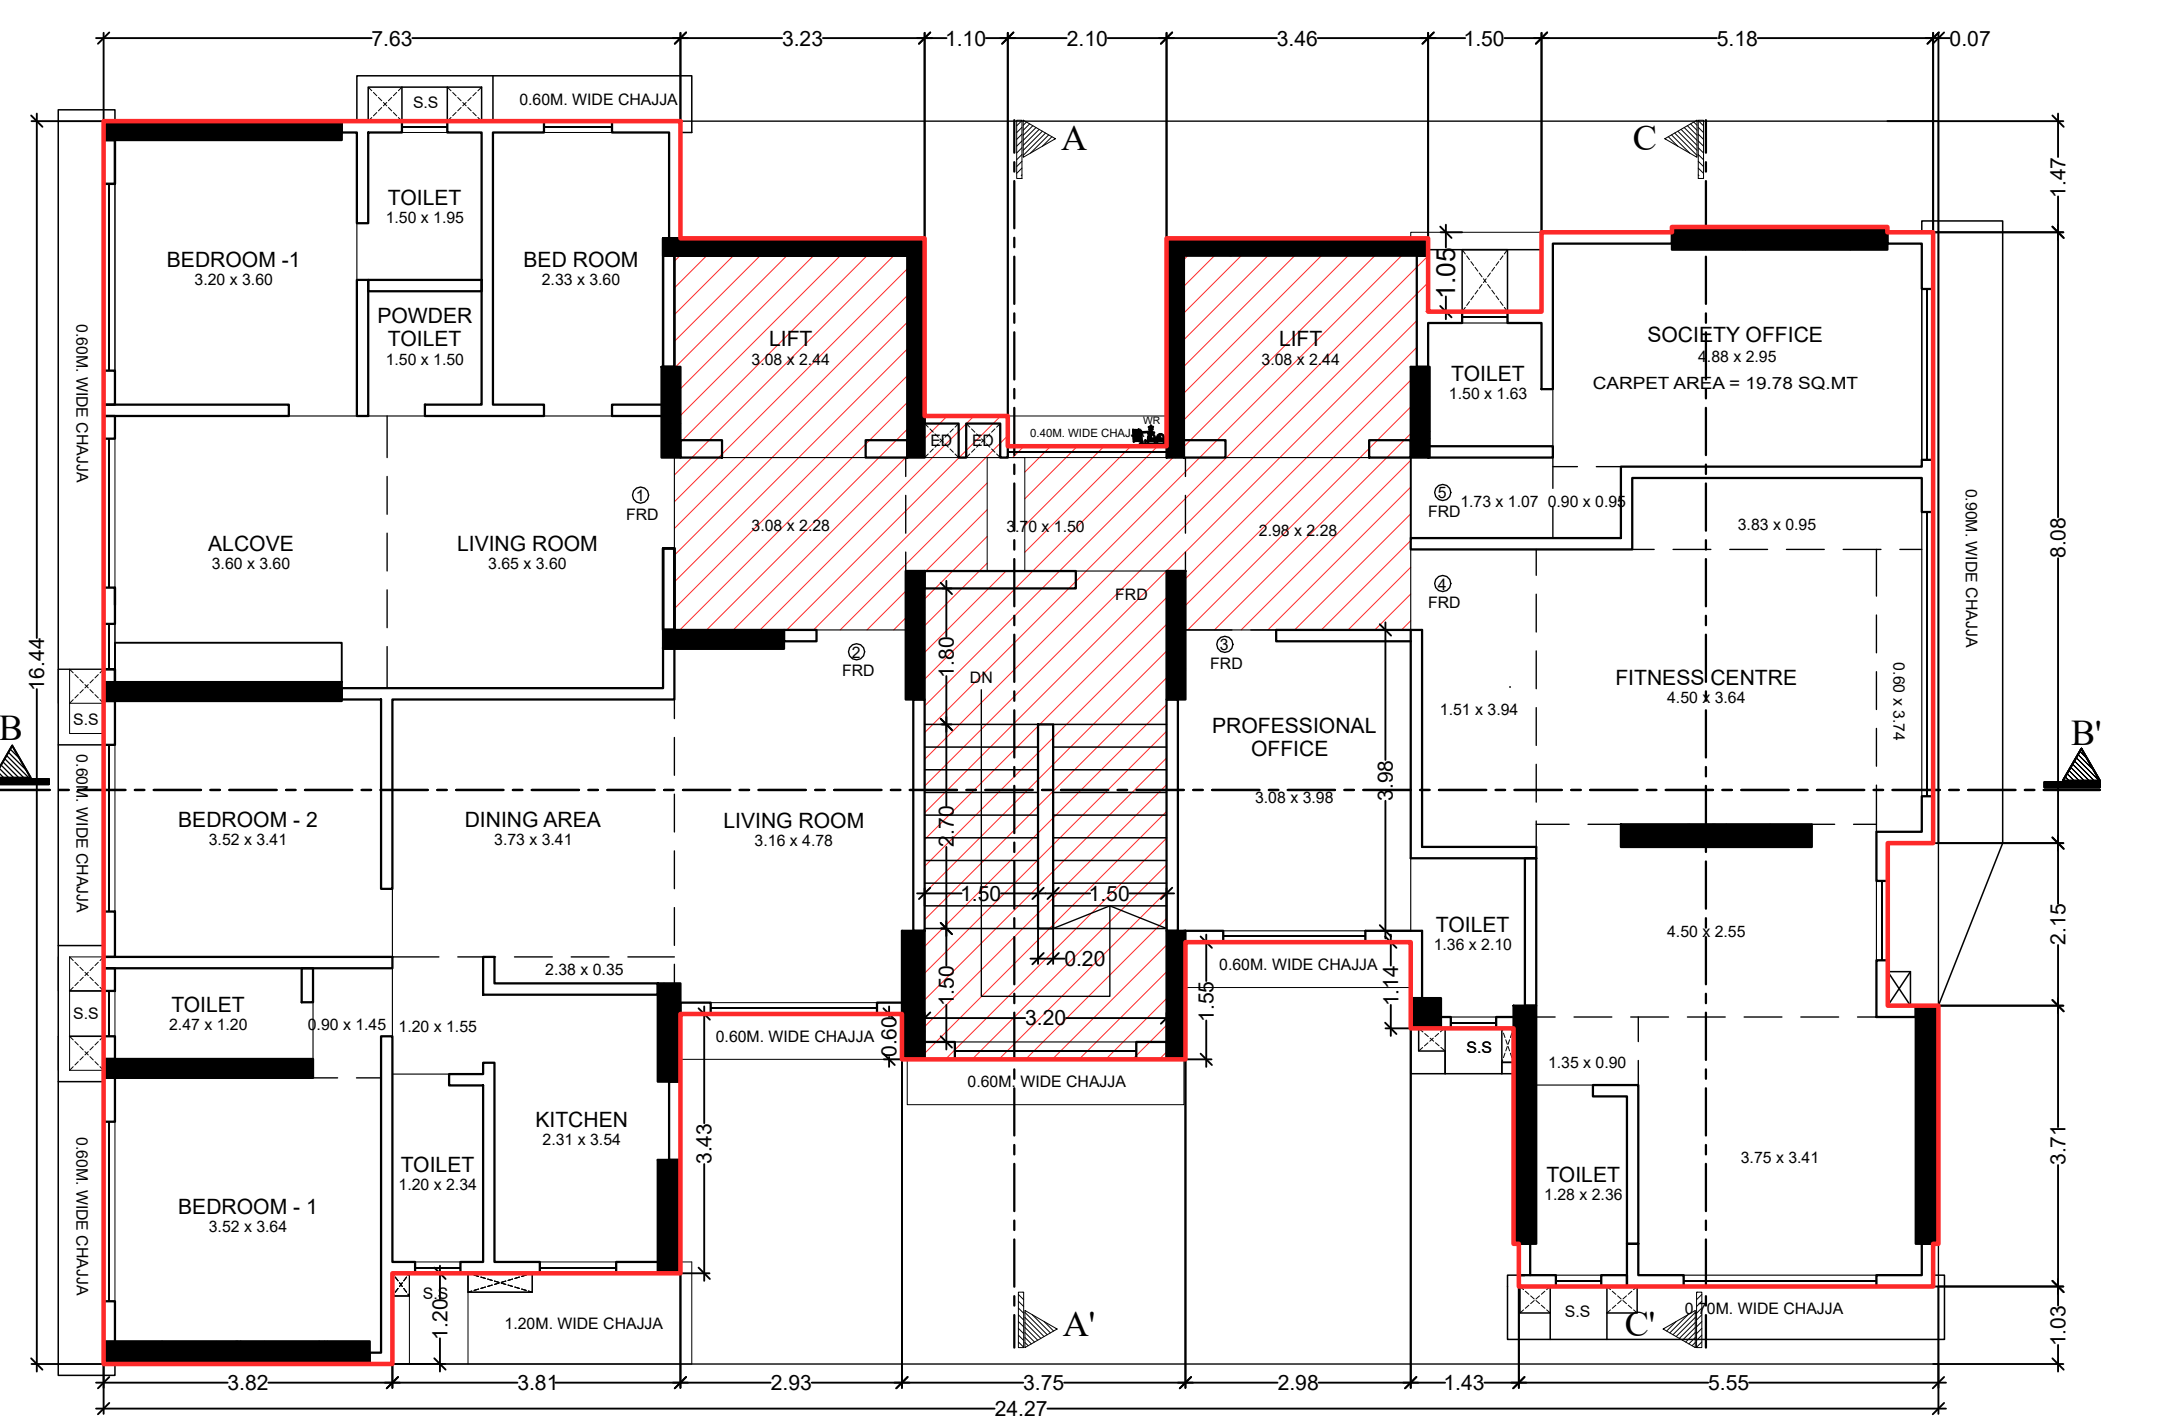 7.63 3.23 1.10 2.10 3.46 1.50 5.18 0.07
S.S
0.60M. WIDE CHAJJA
A
C
1.47
TOILET
1.50 x 1.95
BEDROOM -1
3.20 x 3.60
BED ROOM
2.33 x 3.60
POWDER
TOILET
1.50 x 1.50
LIFT
3.08 x 2.44
LIFT
3.08 x 2.44
1.05
TOILET
1.50 x 1.63
SOCIETY OFFICE
4.88 x 2.95
CARPET AREA = 19.78 SQ.MT
0.60M. WIDE CHAJJA
ED ED
0.40M. WIDE CHAJJ
WR
1
FRD
3.08 x 2.28
3.70 x 1.50
2.98 x 2.28
5
FRD
1.73 x 1.07 0.90 x 0.95
3.83 x 0.95
0.90M. WIDE CHAJJA
8.08
ALCOVE
3.60 x 3.60
LIVING ROOM
3.65 x 3.60
FRD
4
FRD
16.44
2
FRD
1.80
DN
3
FRD
FITNESS CENTRE
4.50 x 3.64
1.51 x 3.94
0.60 x 3.74
S.S
B
B'
PROFESSIONAL
OFFICE
3.08 x 3.98
3.98
0.60M. WIDE CHAJJA
BEDROOM - 2
3.52 x 3.41
DINING AREA
3.73 x 3.41
LIVING ROOM
3.16 x 4.78
2.70
1.50 1.50
TOILET
1.36 x 2.10
4.50 x 2.55
2.15
2.38 x 0.35
0.20
0.60M. WIDE CHAJJA
1.14
1.55
1.50
S.S
TOILET
2.47 x 1.20
0.90 x 1.45
1.20 x 1.55
0.60M. WIDE CHAJJA
0.60
3.20
S.S
1.35 x 0.90
0.60M. WIDE CHAJJA
KITCHEN
2.31 x 3.54
3.43
3.71
TOILET
1.20 x 2.34
TOILET
1.28 x 2.36
3.75 x 3.41
BEDROOM - 1
3.52 x 3.64
0.60M. WIDE CHAJJA
S.S
1.20
1.20M. WIDE CHAJJA
A'
S.S
C'
0.70M. WIDE CHAJJA
1.03
3.82 3.81 2.93 3.75 2.98 1.43 5.55
24.27